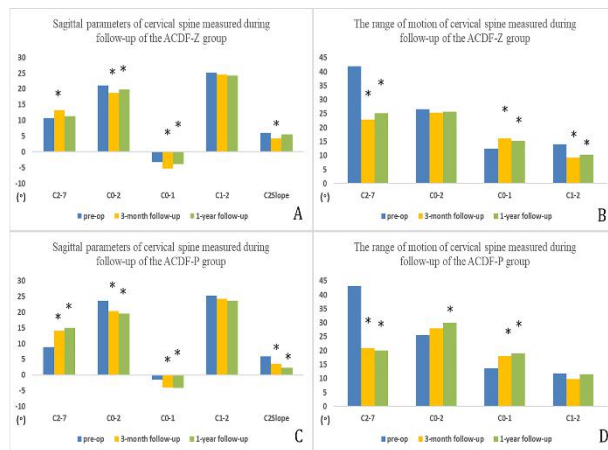 Sagittal parameters of cervical spine measured during
follow-up of the ACDF-Z group
30
25
20
15
10
5
0
-5
-10
(°)
* * * * * *
C2-7 C0-2 C0-1 C1-2 C2Slope
pre-op 3-month follow-up 1-year follow-up
A
The range of motion of cervical spine measured
during follow-up of the ACDF-Z group
45
40
35
30
25
20
15
10
5
0
(°)
* * * * * *
C2-7 C0-2 C0-1 C1-2
pre-op 3-month follow-up 1-year follow-up
B
Sagittal parameters of cervical spine measured during
follow-up of the ACDF-P group
30
25
20
15
10
5
0
-5
-10
(°)
* * * * * * * *
C2-7 C0-2 C0-1 C1-2 C2Slope
pre-op 3-month follow-up 1-year follow-up
C
The range of motion of cervical spine measured
during follow-up of the ACDF-P group
45
40
35
30
25
20
15
10
5
0
(°)
* * * * *
C2-7 C0-2 C0-1 C1-2
pre-op 3-month follow-up 1-year follow-up
D